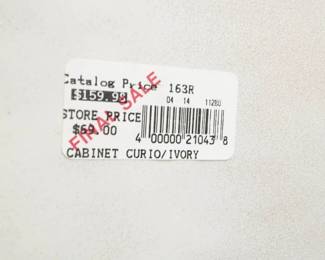 Catalog Price 163R
$159.98 04 14 11280
STORE PRICE
$69.00
4 00000 21043 8
FINAL SALE
CABINET CURIO/IVORY